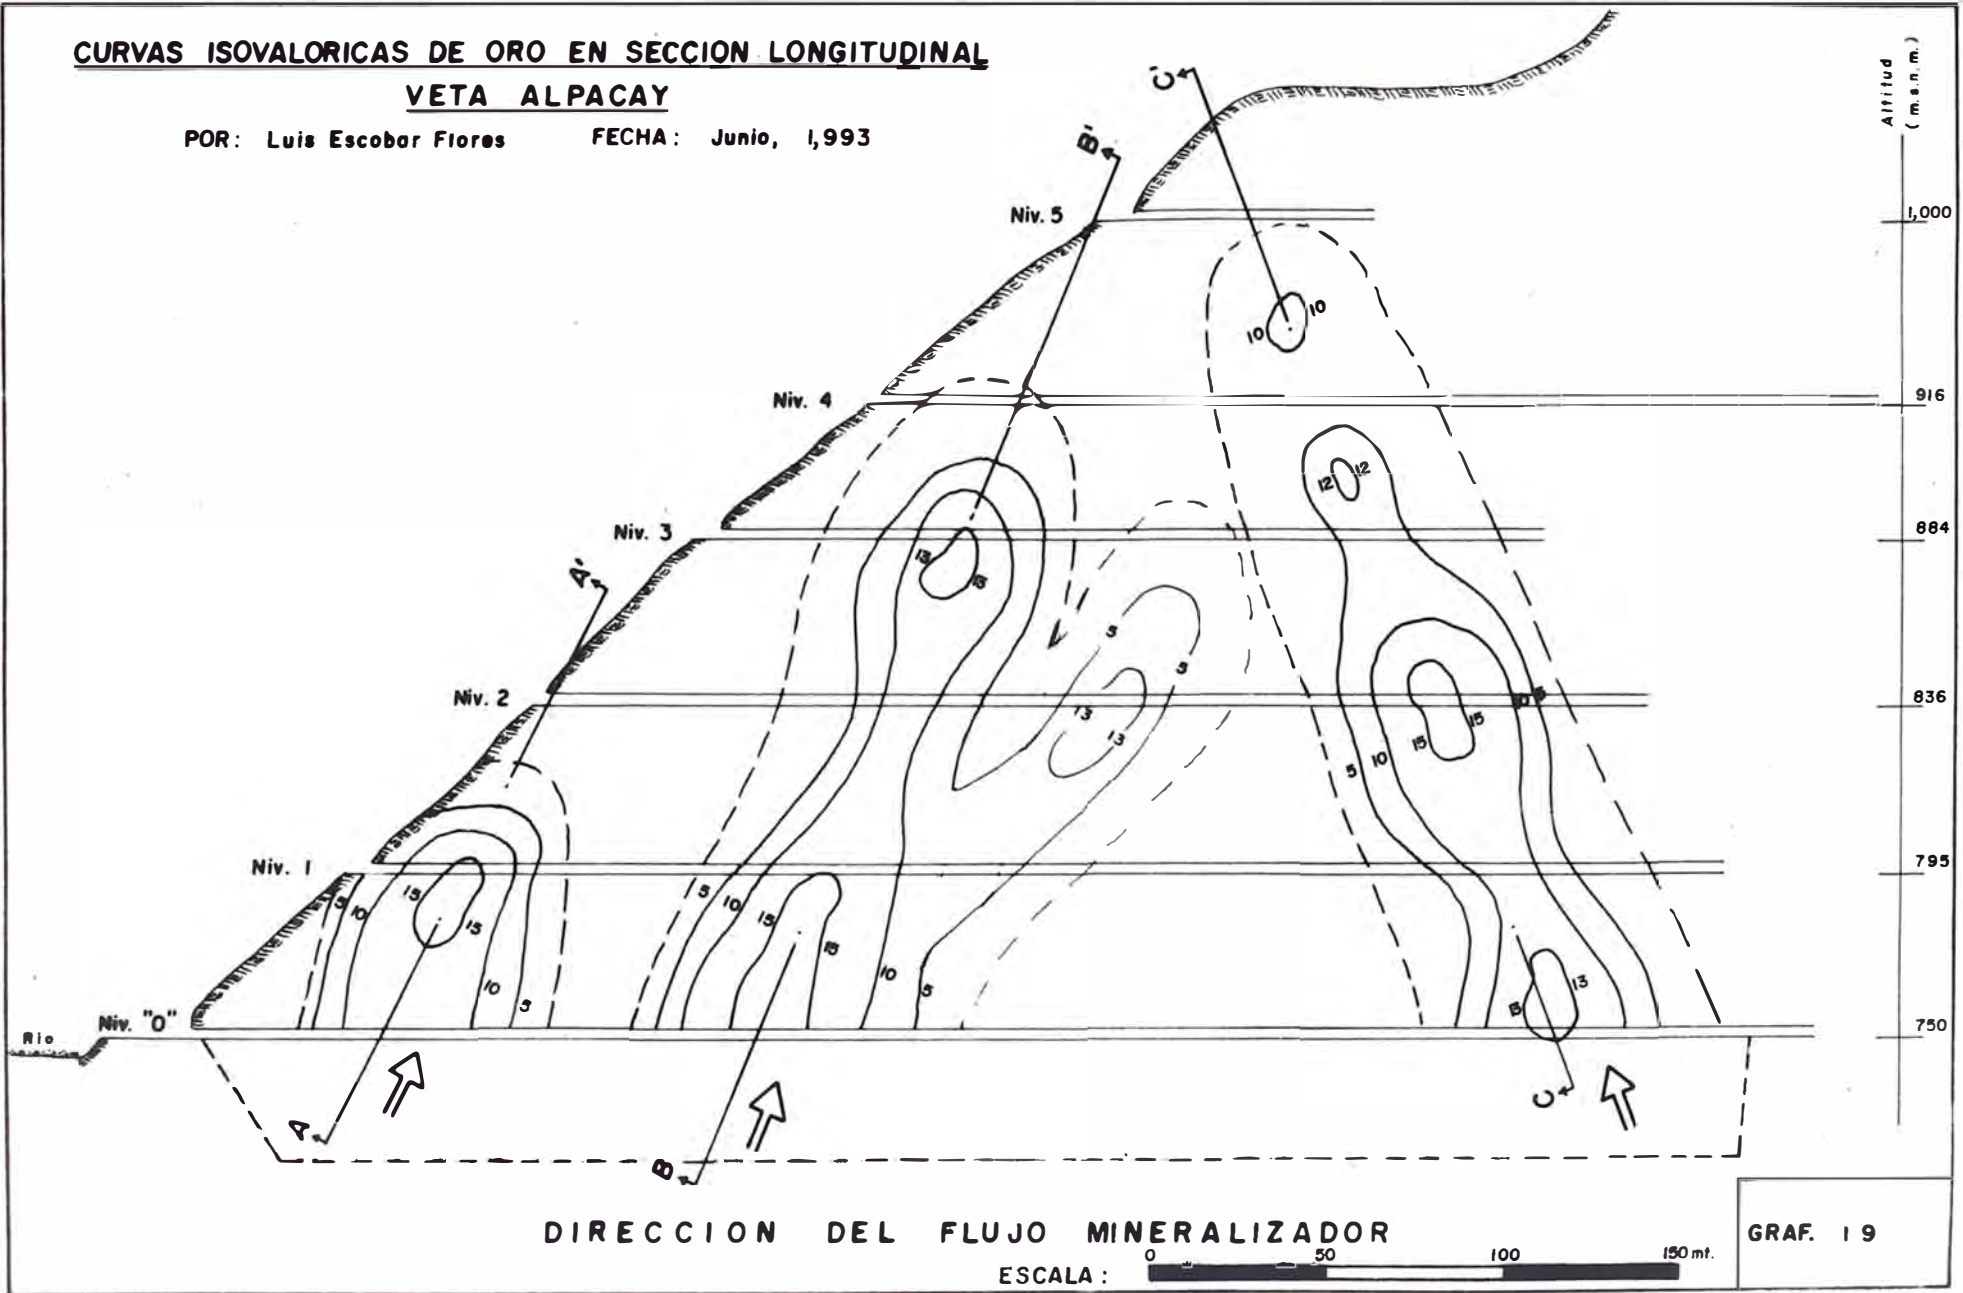 CURVAS ISOVALORICAS DE ORO EN SECCION LONGITUDINAL
VETA ALPACAY
POR: Luis Escobar Flores FECHA: Junio, 1,993
Altitud
(m.s.n.m.)
C'
B'
Niv. 5
1,000
10
10
Niv. 4
916
12
12
Niv. 3
884
13
13
A'
5
5
Niv. 2
836
10 5
13
13
15
15
5
10
Niv. 1
795
5
10
15
15
5
10
15
15
10
5
10
5
13
13
Niv. "O"
750
Rio
A
B
C
DIRECCION DEL FLUJO MINERALIZADOR
GRAF. 19
0 50 100 150 mt.
ESCALA: